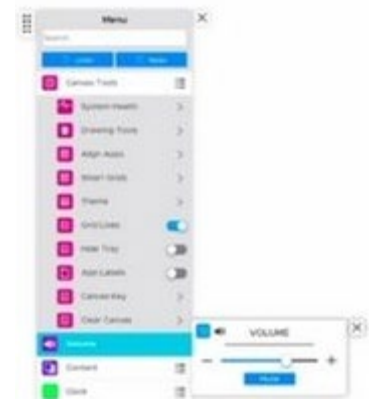 Menu
Search
Canvas Tools
System Health
Drawing Tools
Align Apps
Smart Grids
Theme
Grid Lines
Hide Tray
App Labels
Canvas Key
Clear Canvas
Volume
VOLUME
Content
MUTE
Clock